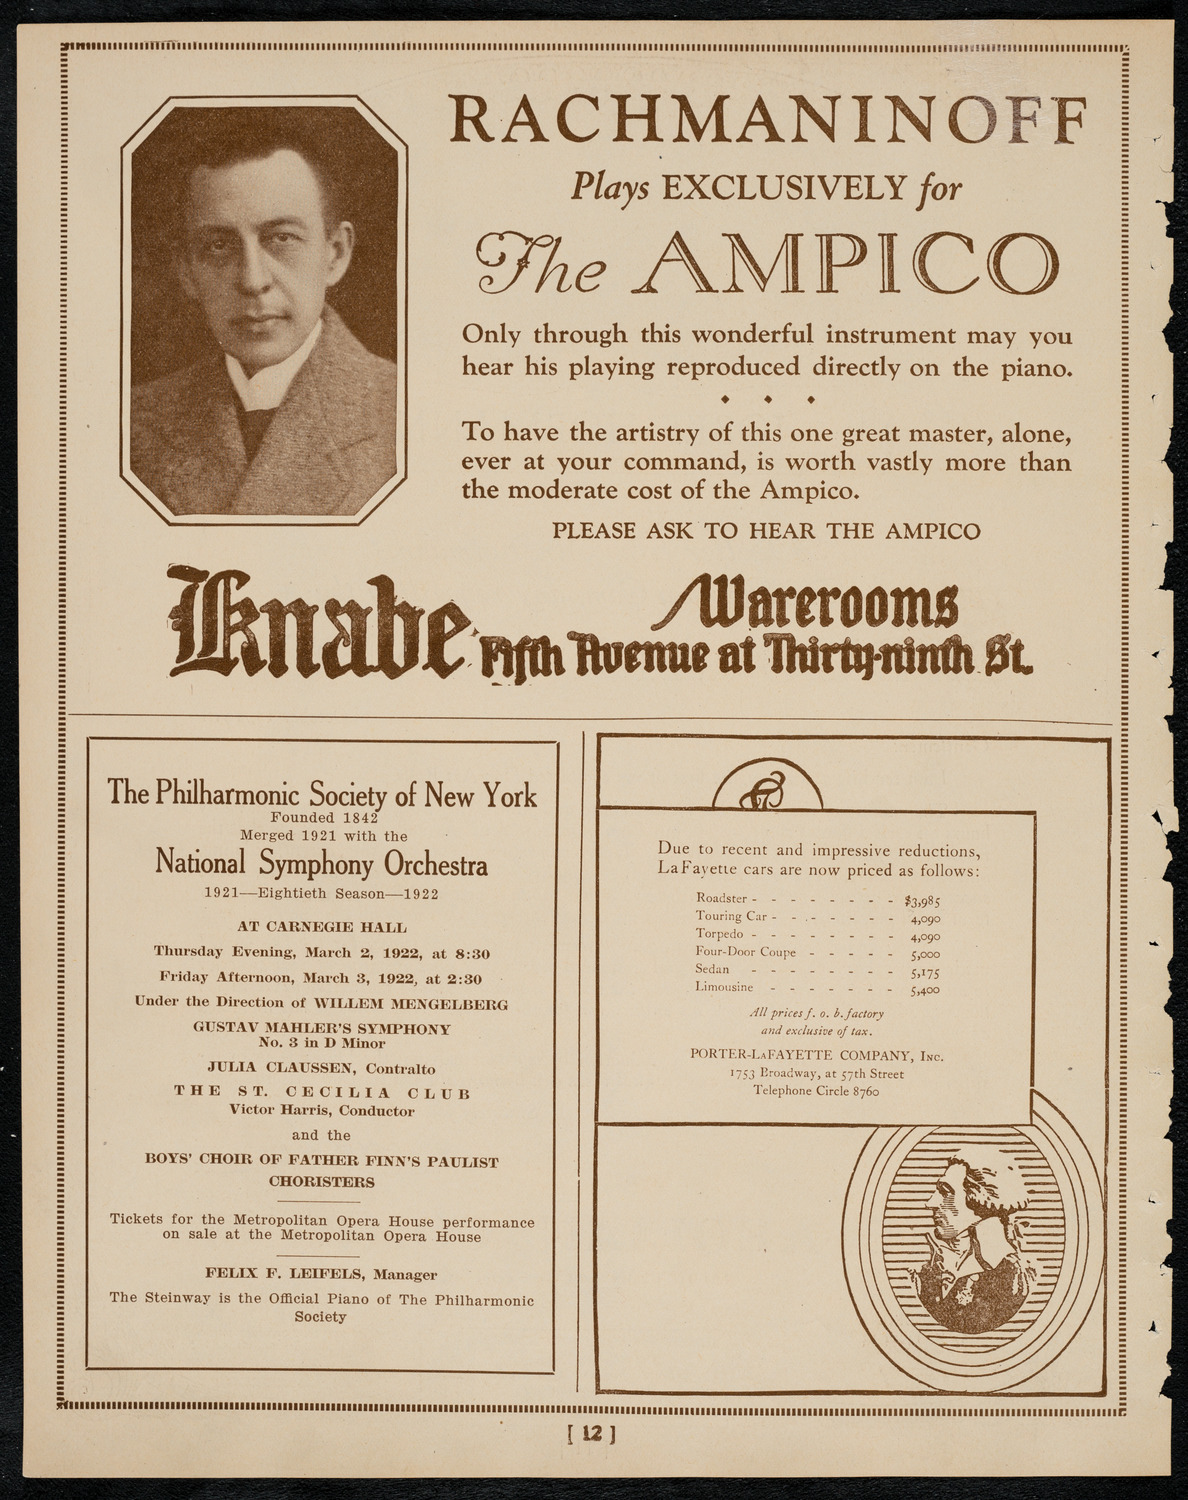 RACHMANINOFF
Plays EXCLUSIVELY for
The AMPICO
Only through this wonderful instrument may you
hear his playing reproduced directly on the piano.
To have the artistry of this one great master, alone,
ever at your command, is worth vastly more than
the moderate cost of the Ampico.
PLEASE ASK TO HEAR THE AMPICO
Knabe Warerooms
Fifth Avenue at Thirty-ninth St.
The Philharmonic Society of New York
Founded 1842
Merged 1921 with the
National Symphony Orchestra
1921—Eightieth Season—1922
AT CARNEGIE HALL
Thursday Evening, March 2, 1922, at 8:30
Friday Afternoon, March 3, 1922, at 2:30
Under the Direction of WILLEM MENGELBERG
GUSTAV MAHLER'S SYMPHONY
No. 3 in D Minor
JULIA CLAUSSEN, Contralto
THE ST. CECILIA CLUB
Victor Harris, Conductor
and the
BOYS' CHOIR OF FATHER FINN'S PAULIST
CHORISTERS
Tickets for the Metropolitan Opera House performance
on sale at the Metropolitan Opera House
FELIX F. LEIFELS, Manager
The Steinway is the Official Piano of The Philharmonic
Society
Due to recent and impressive reductions,
LaFayette cars are now priced as follows:
Roadster - - - - - - - - $3,985
Touring Car - - - - - - - 4,090
Torpedo - - - - - - - - 4,090
Four-Door Coupe - - - - - 5,000
Sedan - - - - - - - - 5,175
Limousine - - - - - - - 5,400
All prices f. o. b. factory
and exclusive of tax.
PORTER-LAFAYETTE COMPANY, Inc.
1753 Broadway, at 57th Street
Telephone Circle 8760
[ 12 ]